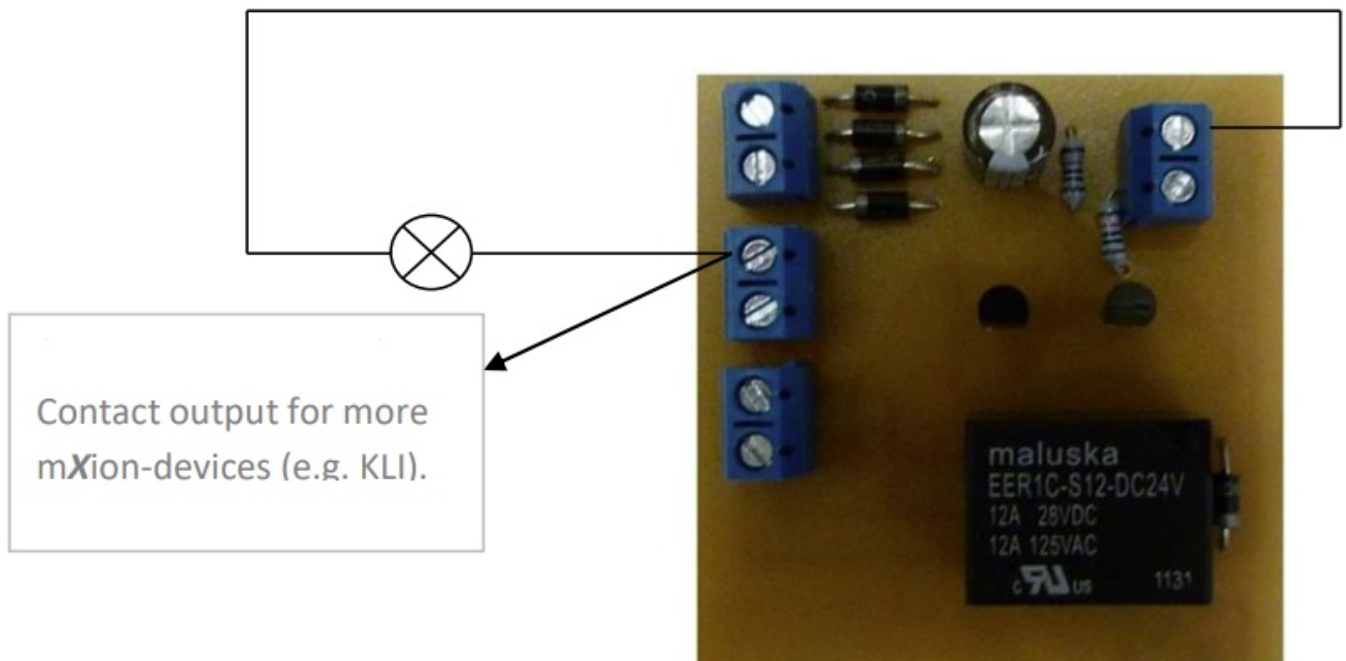 Contact output for more
mXion-devices (e.g. KLI).
maluska
EER1C-S12-DC24V
12A 28VDC
12A 125VAC
c US 1131